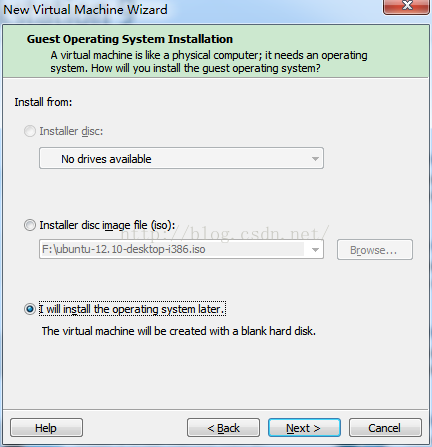 New Virtual Machine Wizard
Guest Operating System Installation
A virtual machine is like a physical computer; it needs an operating
system. How will you install the guest operating system?
Install from:
Installer disc:
No drives available
Installer disc image file (iso):
http://blog.csdn.net/
F:\ubuntu-12.10-desktop-i386.iso
Browse...
I will install the operating system later.
The virtual machine will be created with a blank hard disk.
Help
< Back
Next >
Cancel